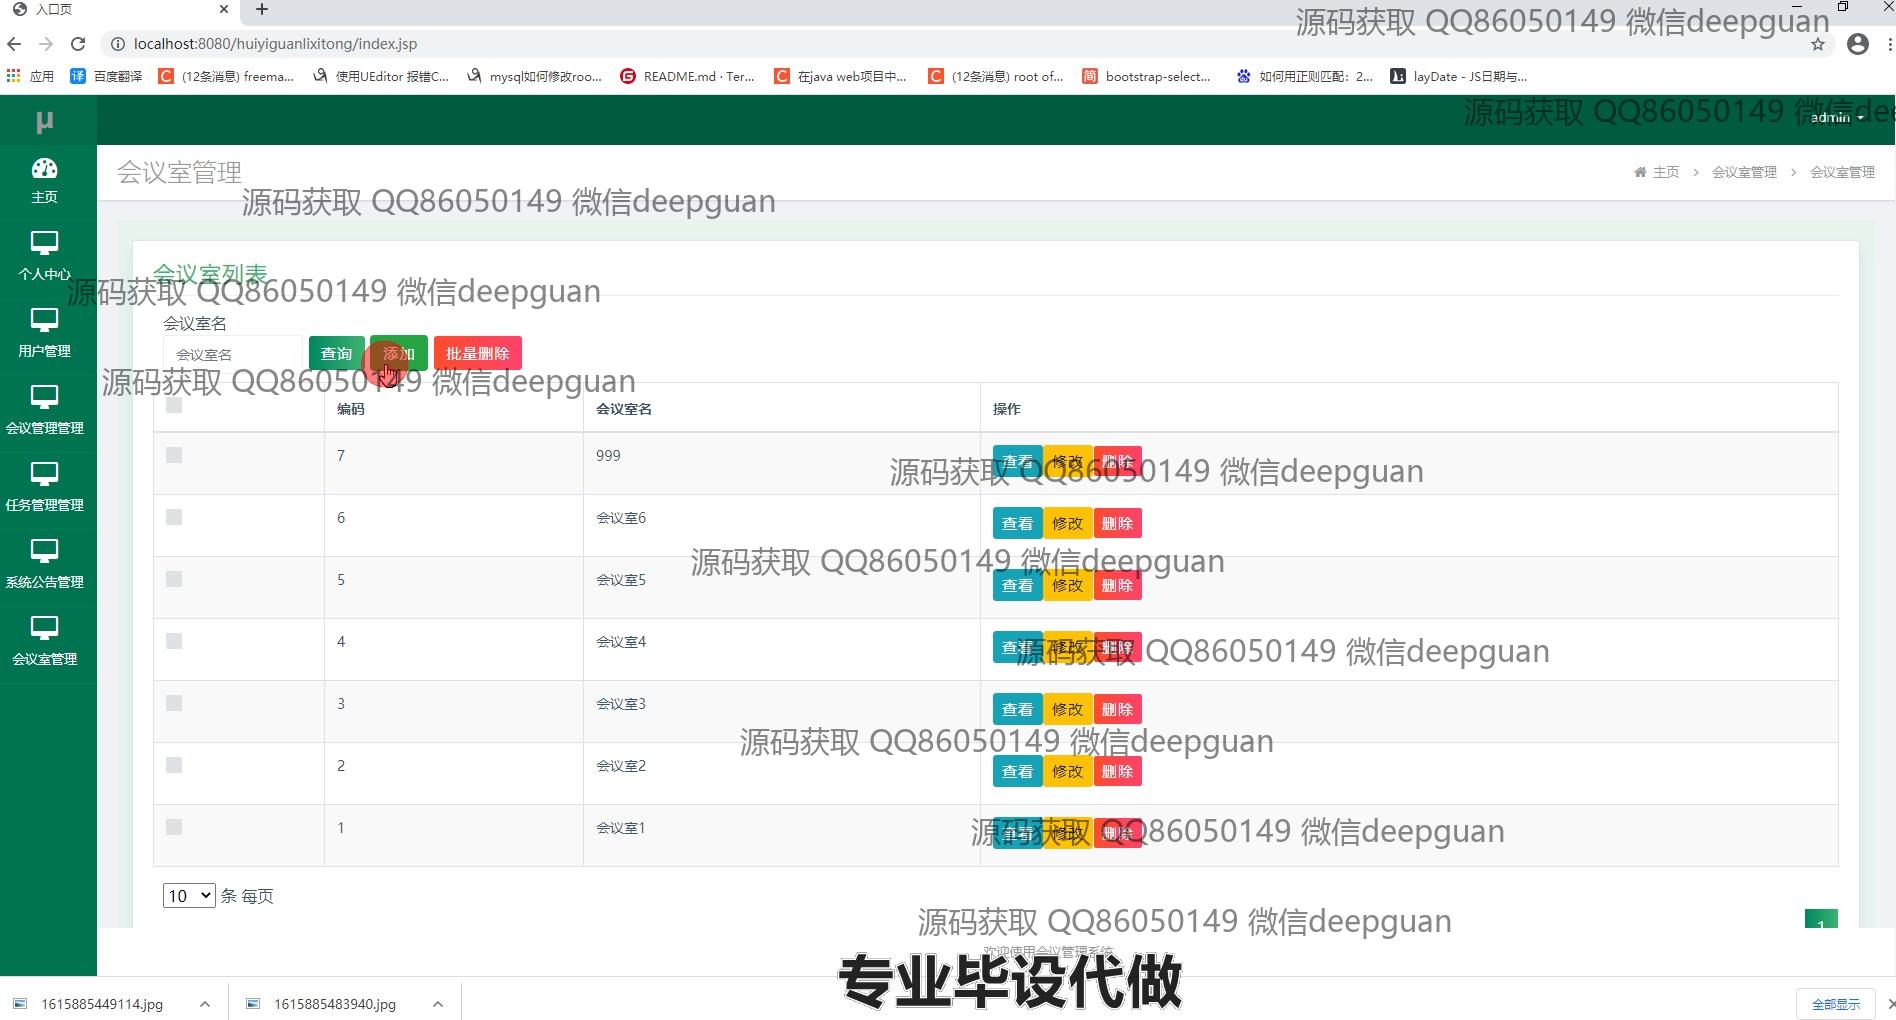 入口页
源码获取 QQ86050149 微信deepguan
localhost:8080/huiyiguanlixitong/index.jsp
应用
百度翻译
(12条消息) freema...
使用UEditor 报错C...
mysql如何修改roo...
README.md · Ter...
在java web项目中...
(12条消息) root of...
bootstrap-select...
如何用正则匹配：2...
layDate - JS日期与...
μ
源码获取 QQ86050149 微信dee
admin
会议室管理
主页 > 会议室管理 > 会议室管理
源码获取 QQ86050149 微信deepguan
主页
个人中心
用户管理
会议管理管理
任务管理管理
系统公告管理
会议室管理
会议室列表
源码获取 QQ86050149 微信deepguan
会议室名
会议室名 查询 添加 批量删除
源码获取 QQ86050149 微信deepguan
编码 会议室名 操作
7 999 查看 修改 删除
源码获取 QQ86050149 微信deepguan
6 会议室6 查看 修改 删除
源码获取 QQ86050149 微信deepguan
5 会议室5 查看 修改 删除
4 会议室4 查看 修改 删除
源码获取 QQ86050149 微信deepguan
3 会议室3 查看 修改 删除
源码获取 QQ86050149 微信deepguan
2 会议室2 查看 修改 删除
1 会议室1 查看 修改 删除
源码获取 QQ86050149 微信deepguan
10 条 每页
源码获取 QQ86050149 微信deepguan
1
欢迎使用会议管理系统
专业毕设代做
1615885449114.jpg
1615885483940.jpg
全部显示